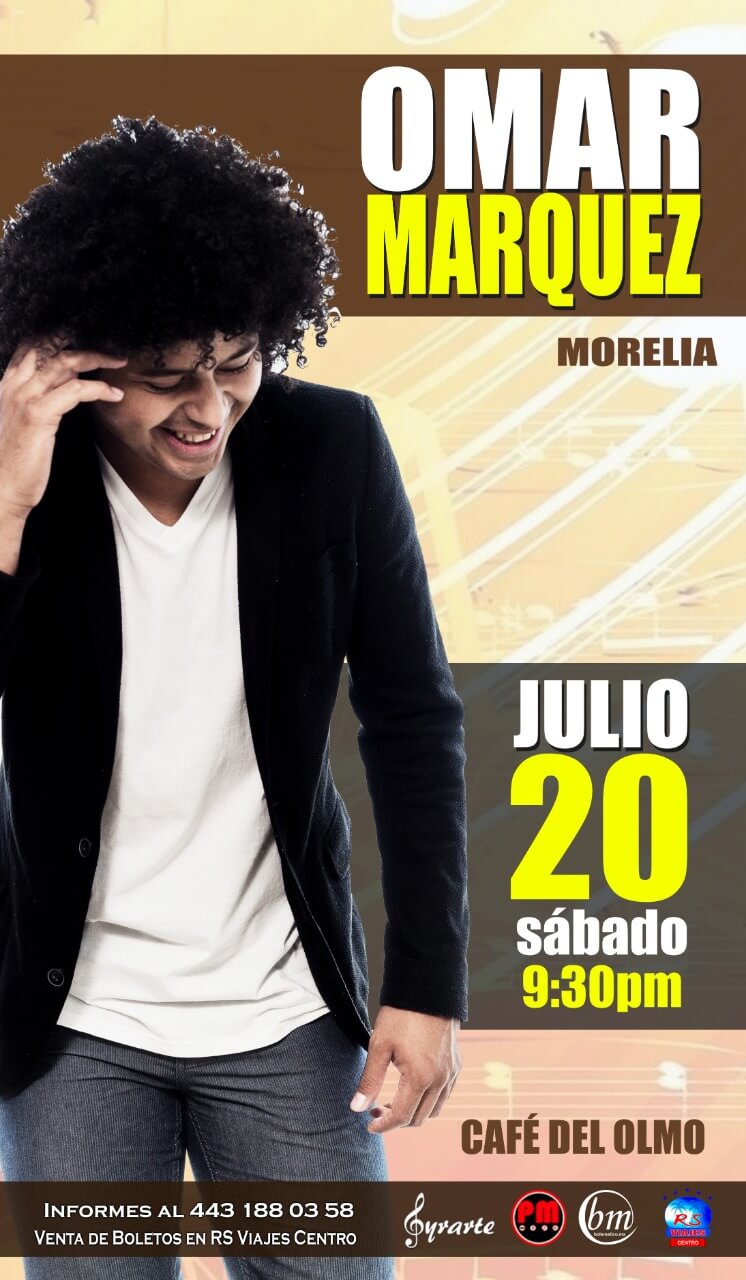 OMAR
MARQUEZ
MORELIA
JULIO
20
sábado
9:30pm
CAFÉ DEL OLMO
INFORMES AL 443 188 03 58
VENTA DE BOLETOS EN RS VIAJES CENTRO
Gyrarte
PM
bm
RS
VIAJES
CENTRO